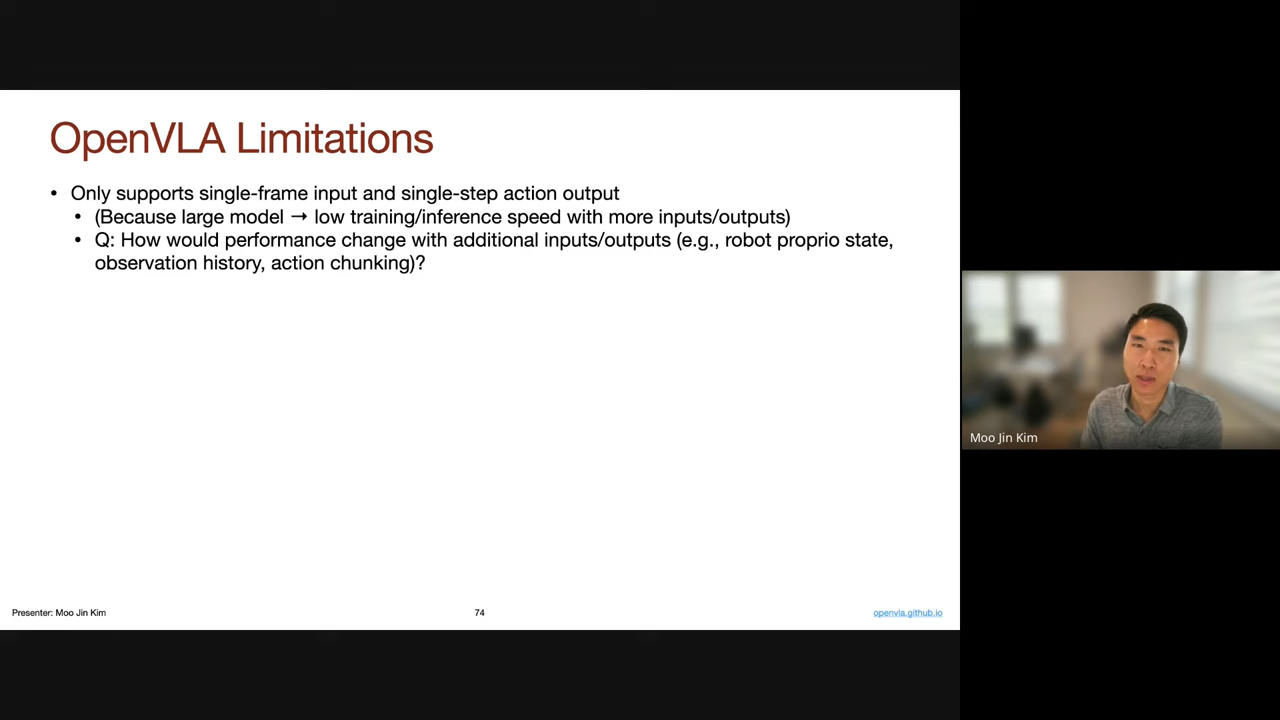 OpenVLA Limitations
• Only supports single-frame input and single-step action output
• (Because large model → low training/inference speed with more inputs/outputs)
• Q: How would performance change with additional inputs/outputs (e.g., robot proprio state,
observation history, action chunking)?
Moo Jin Kim
Presenter: Moo Jin Kim
74
openvla.github.io